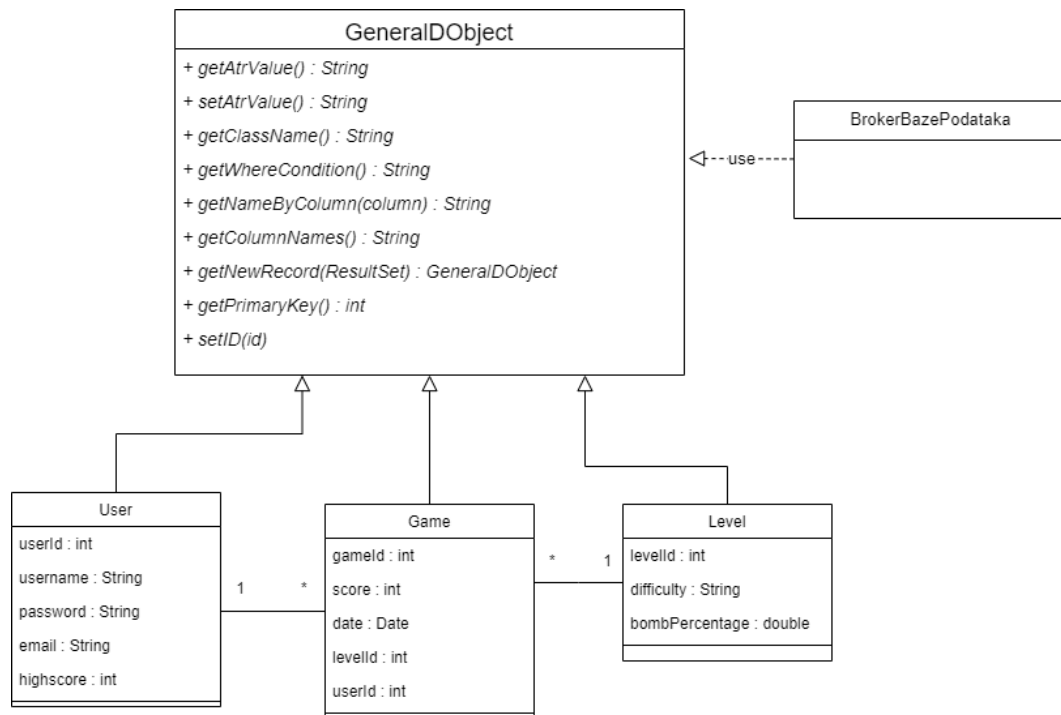 GeneralDObject
+ getAtrValue() : String
+ setAtrValue() : String
+ getClassName() : String
+ getWhereCondition() : String
+ getNameByColumn(column) : String
+ getColumnNames() : String
+ getNewRecord(ResultSet) : GeneralDObject
+ getPrimaryKey() : int
+ setID(id)
BrokerBazePodataka
use
User
userId : int
username : String
password : String
email : String
highscore : int
1
*
Game
gameId : int
score : int
date : Date
levelId : int
userId : int
*
1
Level
levelId : int
difficulty : String
bombPercentage : double